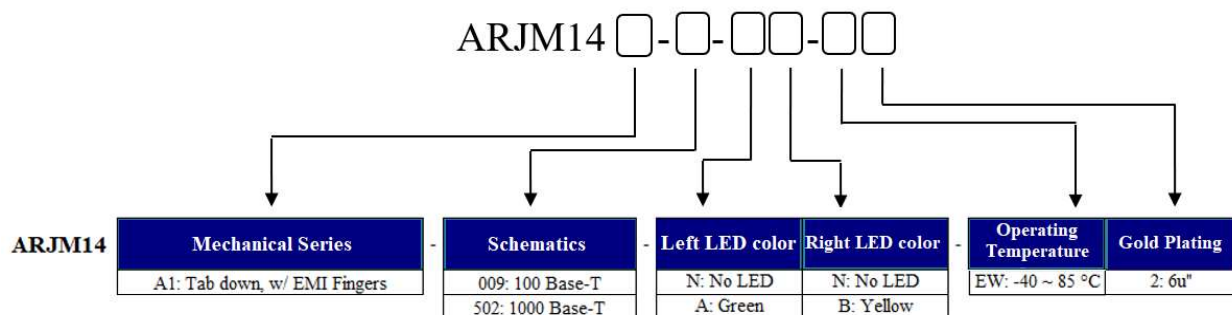 ARJM14 - - -
ARJM14 Mechanical Series - Schematics - Left LED color Right LED color - Operating Temperature Gold Plating
A1: Tab down, w/ EMI Fingers 009: 100 Base-T N: No LED N: No LED EW: -40 ~ 85 °C 2: 6u"
502: 1000 Base-T A: Green B: Yellow